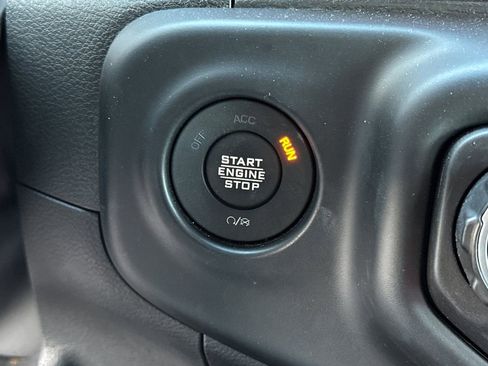 OFF
ACC
RUN
START
ENGINE
STOP